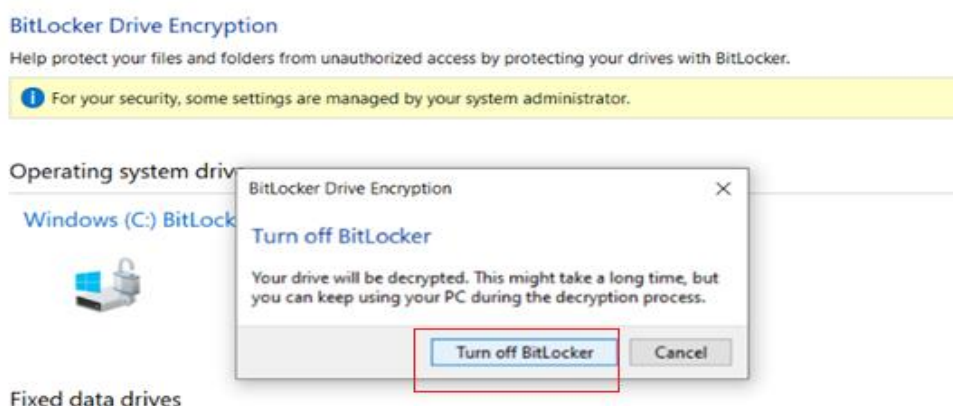 BitLocker Drive Encryption
Help protect your files and folders from unauthorized access by protecting your drives with BitLocker.
For your security, some settings are managed by your system administrator.
Operating system driv
BitLocker Drive Encryption
Windows (C:) BitLock
Turn off BitLocker
Your drive will be decrypted. This might take a long time, but
you can keep using your PC during the decryption process.
Turn off BitLocker Cancel
Fixed data drives